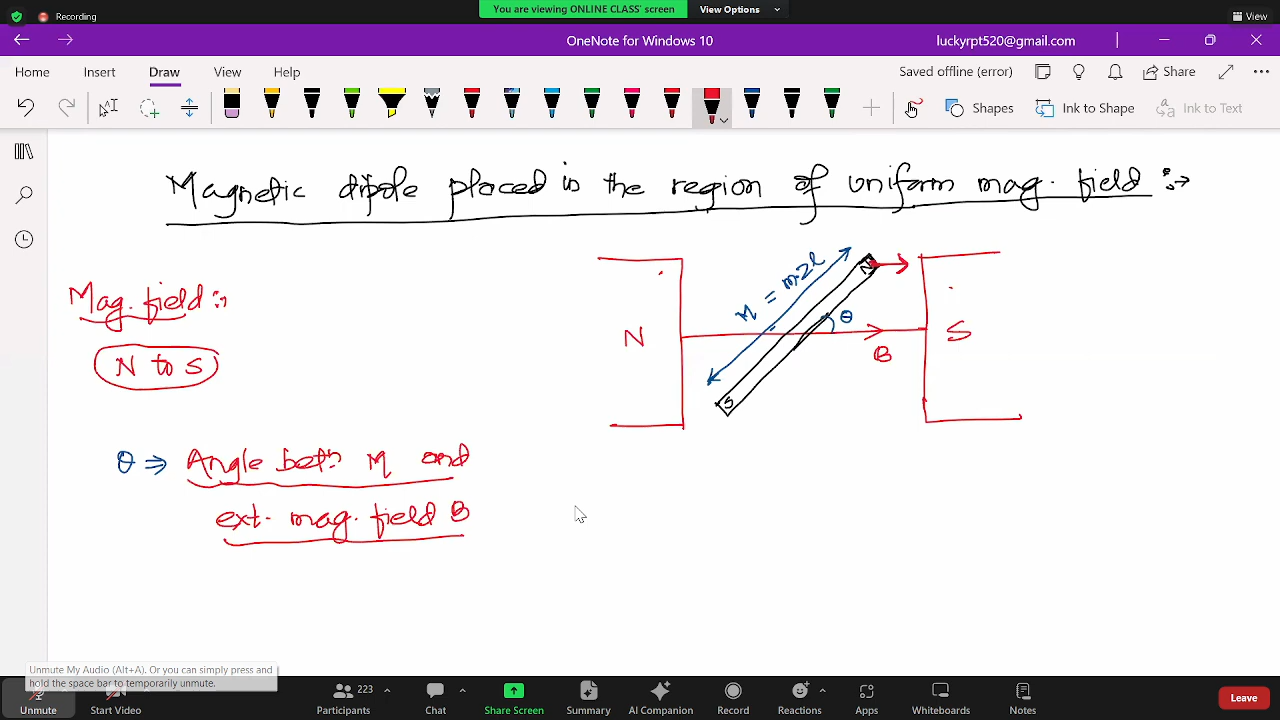 Recording
You are viewing ONLINE CLASS' screen
View Options
View
OneNote for Windows 10
luckyrpt520@gmail.com
Home
Insert
Draw
View
Help
Saved offline (error)
Share
Shapes
Ink to Shape
Ink to Text
Magnetic dipole placed in the region of uniform mag. field :→
Mag. field :
N to S
M = m.2l
N
θ
N
S
B
S
θ ⇒ Angle betn M and
ext. mag. field B
Unmute My Audio (Alt+A). Or you can simply press and
hold the space bar to temporarily unmute.
Unmute
Start Video
223
Participants
Chat
Share Screen
Summary
AI Companion
Record
Reactions
Apps
Whiteboards
Notes
Leave